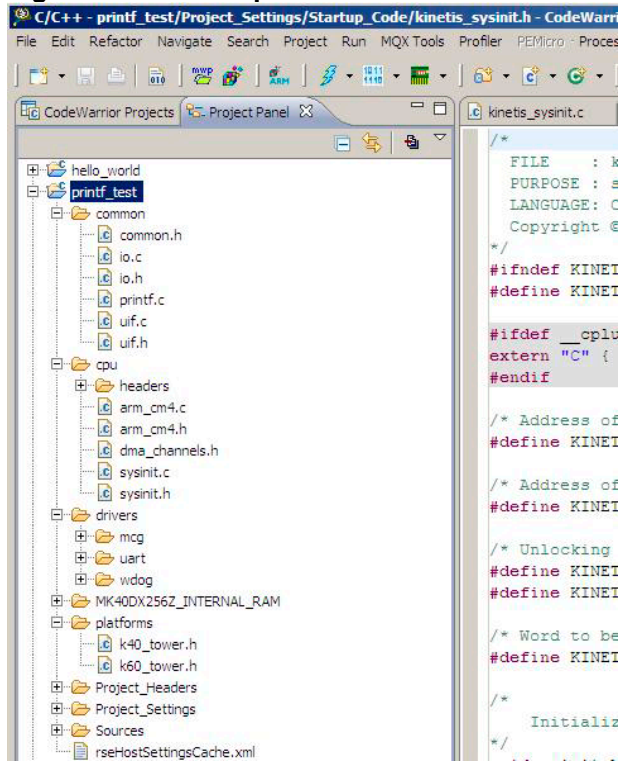 C/C++ - printf_test/Project_Settings/Startup_Code/kinetis_sysinit.h - CodeWarri
File Edit Refactor Navigate Search Project Run MQX Tools Profiler PEMicro Proces
CodeWarrior Projects Project Panel kinetis_sysinit.c
hello_world
printf_test
common
common.h
io.c
io.h
printf.c
uif.c
uif.h
cpu
headers
arm_cm4.c
arm_cm4.h
dma_channels.h
sysinit.c
sysinit.h
drivers
mcg
uart
wdog
MK40DX256Z_INTERNAL_RAM
platforms
k40_tower.h
k60_tower.h
Project_Headers
Project_Settings
Sources
rseHostSettingsCache.xml
/*
FILE : k
PURPOSE : s
LANGUAGE: C
Copyright ©
*/
#ifndef KINET
#define KINET
#ifdef __cplu
extern "C" {
#endif
/* Address of
#define KINET
/* Address of
#define KINET
/* Unlocking
#define KINET
#define KINET
/* Word to be
#define KINET
/*
Initializ
*/